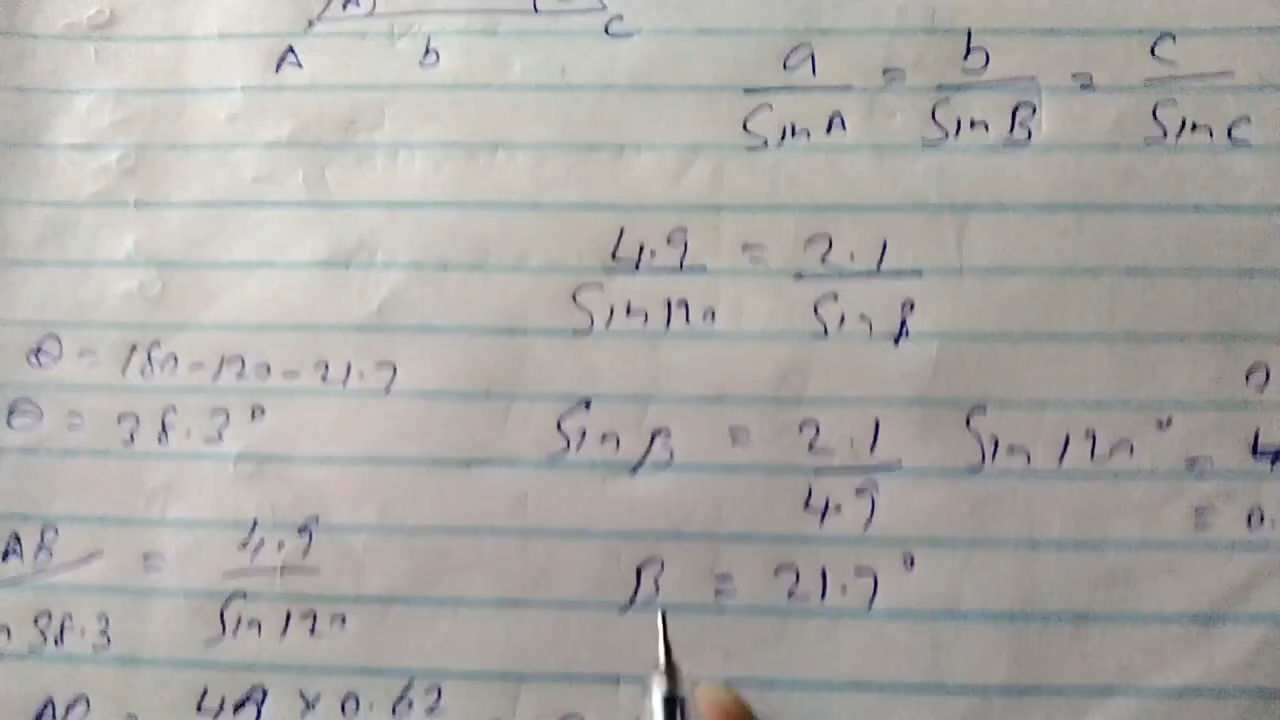 A b C
a/SinA = b/SinB = c/SinC
4.9/Sin120 = 2.1/SinB
θ = 180-120-21.7
θ = 38.3°
SinB = 2.1/4.9 Sin120° =
B = 21.7°
AB/38.3 = 4.9/Sin120
4.9 x 0.62